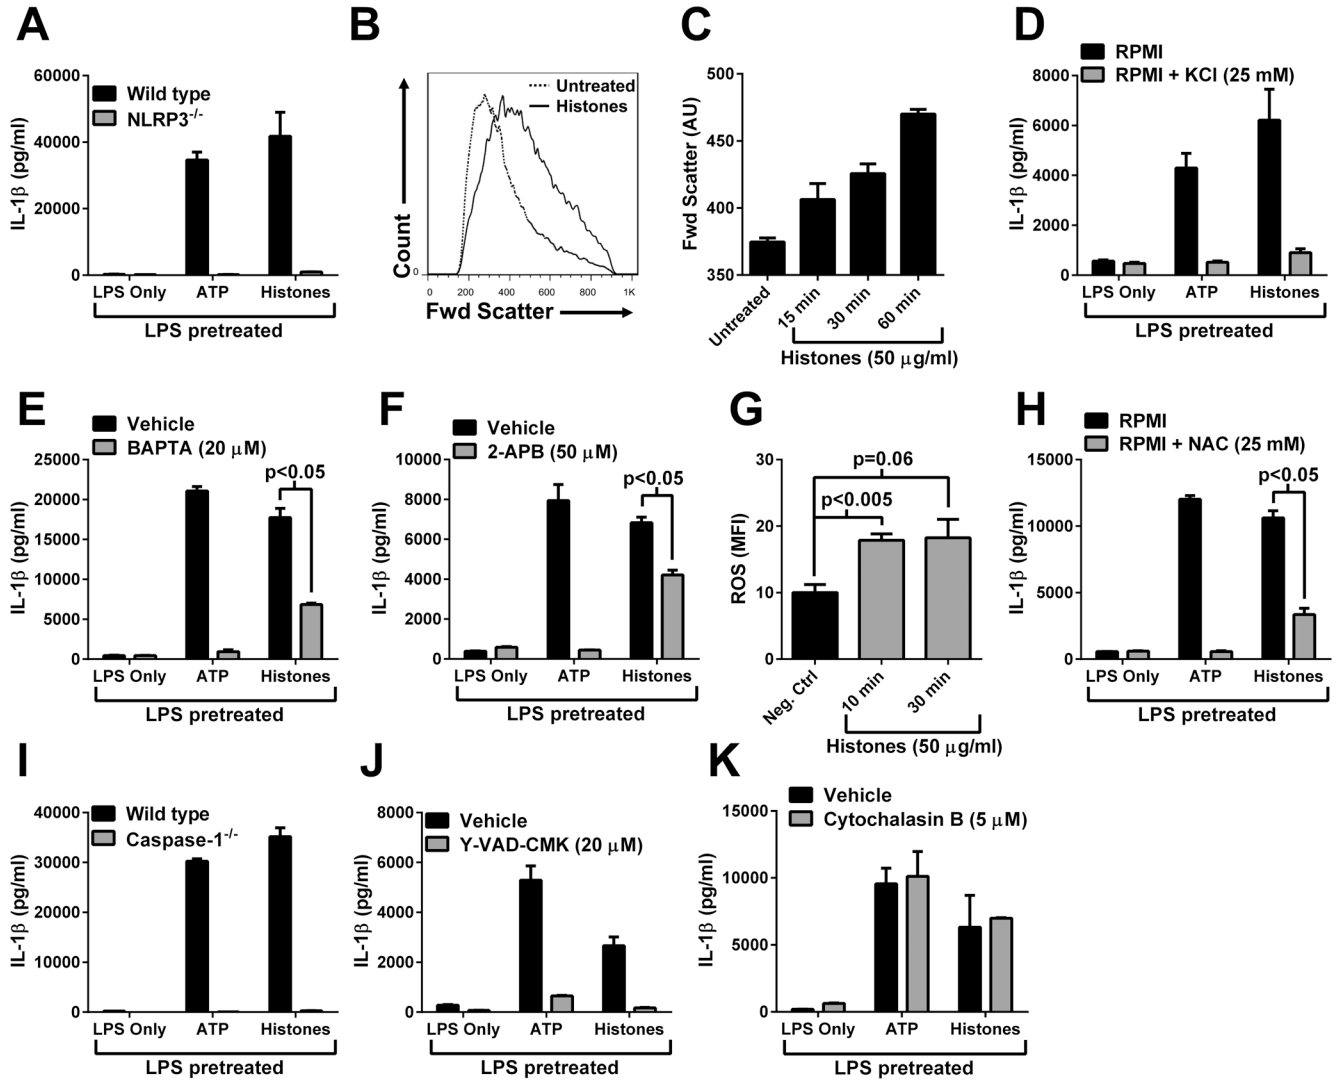 A
Wild type
NLRP3-/-
IL-1β (pg/ml)
60000
40000
20000
0
LPS Only ATP Histones
LPS pretreated
B
Untreated
Histones
Count
0
0 200 400 600 800 1K
Fwd Scatter
C
Fwd Scatter (AU)
500
450
400
350
Untreated
15 min
30 min
60 min
Histones (50 μg/ml)
D
RPMI
RPMI + KCl (25 mM)
IL-1β (pg/ml)
8000
6000
4000
2000
0
LPS Only ATP Histones
LPS pretreated
E
Vehicle
BAPTA (20 μM)
IL-1β (pg/ml)
25000
20000
15000
10000
5000
0
p<0.05
LPS Only ATP Histones
LPS pretreated
F
Vehicle
2-APB (50 μM)
IL-1β (pg/ml)
10000
8000
6000
4000
2000
0
p<0.05
LPS Only ATP Histones
LPS pretreated
G
ROS (MFI)
30
20
10
0
p=0.06
p<0.005
Neg. Ctrl
10 min
30 min
Histones (50 μg/ml)
H
RPMI
RPMI + NAC (25 mM)
IL-1β (pg/ml)
15000
10000
5000
0
p<0.05
LPS Only ATP Histones
LPS pretreated
I
Wild type
Caspase-1-/-
IL-1β (pg/ml)
40000
30000
20000
10000
0
LPS Only ATP Histones
LPS pretreated
J
Vehicle
Y-VAD-CMK (20 μM)
IL-1β (pg/ml)
8000
6000
4000
2000
0
LPS Only ATP Histones
LPS pretreated
K
Vehicle
Cytochalasin B (5 μM)
IL-1β (pg/ml)
15000
10000
5000
0
LPS Only ATP Histones
LPS pretreated